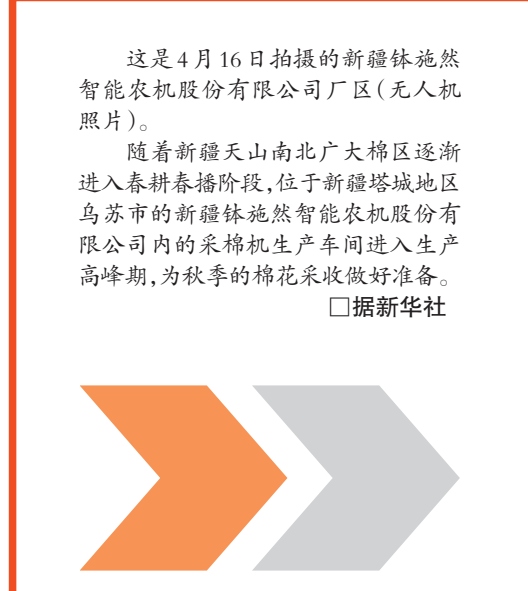 这是4月16日拍摄的新疆钵施然
智能农机股份有限公司厂区(无人机
照片)。
随着新疆天山南北广大棉区逐渐
进入春耕春播阶段,位于新疆塔城地区
乌苏市的新疆钵施然智能农机股份有
限公司内的采棉机生产车间进入生产
高峰期,为秋季的棉花采收做好准备。
□据新华社